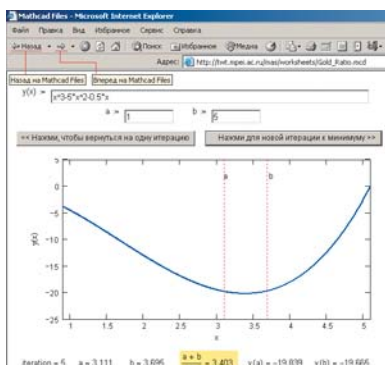 Mathcad Files - Microsoft Internet Explorer
Файл Правка Вид Избранное Сервис Справка
Назад Поиск Избранное Медиа
Адрес: http://twt.mpei.ac.ru/mas/worksheets/Gold_Ratio.mcd
Назад на Mathcad Files Вперед на Mathcad Files
y(x) = x^3-5*x^2-0.5*x
a = 1 b = 5
<< Нажми, чтобы вернуться на одну итерацию Нажми для новой итерации к минимуму >>
5
0
-5
-10
-15
-20
-25
y(x)
a b
1 1.5 2 2.5 3 3.5 4 4.5 5
x
iteration = 5 a = 3.111 b = 3.695 a + b = 3.403 y(a) = -19.839 y(b) = -19.665